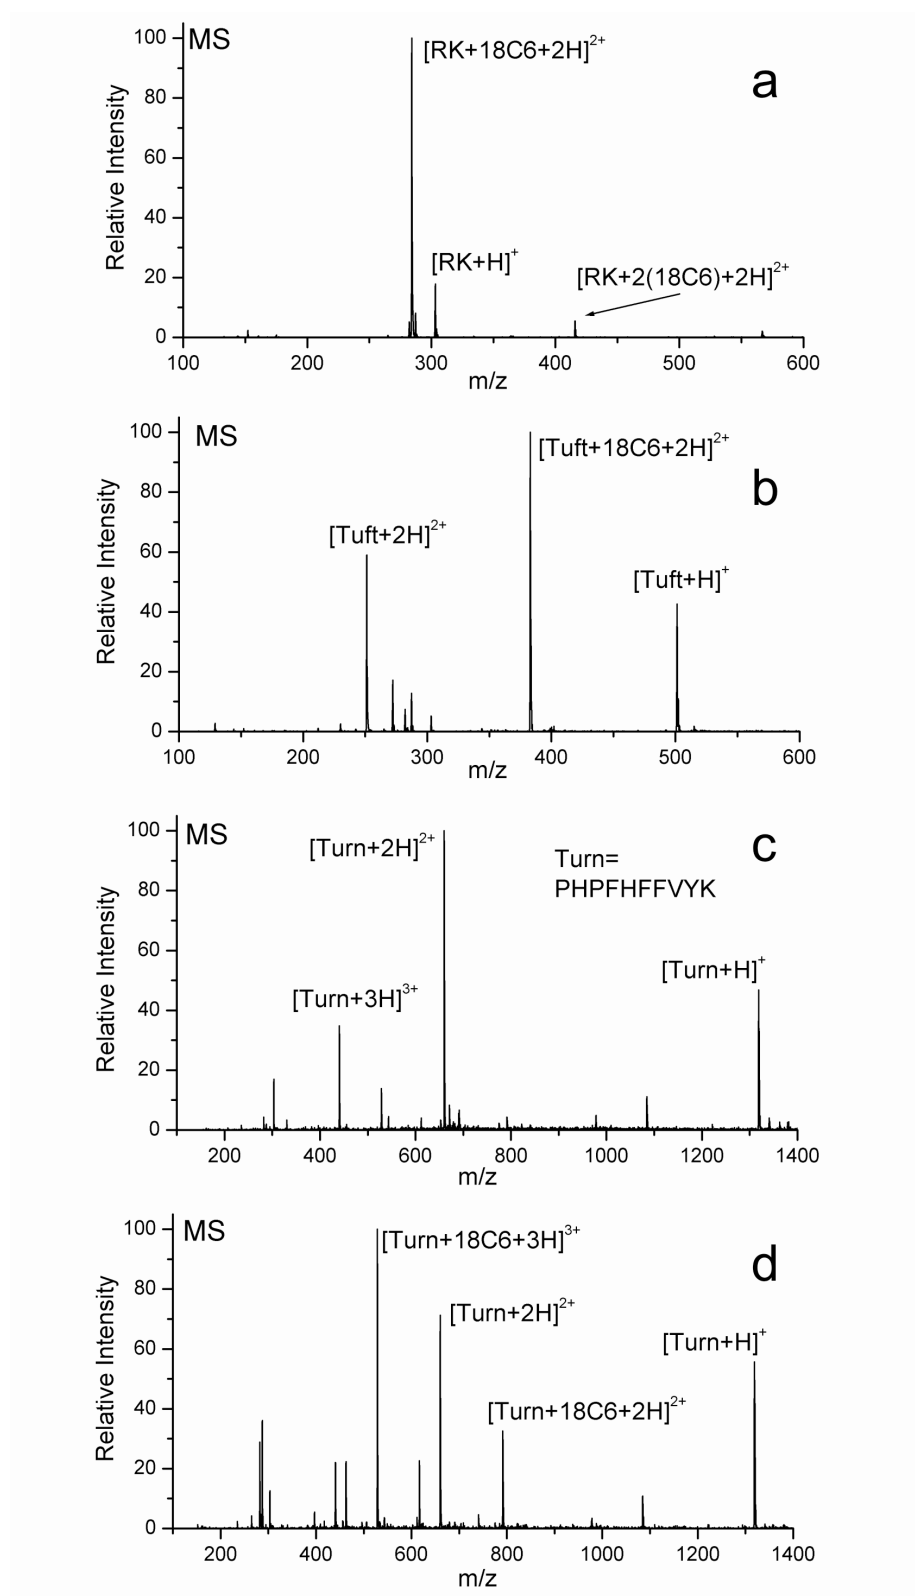 MS
a
[RK+18C6+2H]2+
[RK+H]+
[RK+2(18C6)+2H]2+
Relative Intensity
100
80
60
40
20
0
100 200 300 400 500 600
m/z
MS
b
[Tuft+18C6+2H]2+
[Tuft+2H]2+
[Tuft+H]+
Relative Intensity
100
80
60
40
20
0
100 200 300 400 500 600
m/z
MS
c
[Turn+2H]2+
Turn=
PHPFHFFVYK
[Turn+H]+
[Turn+3H]3+
Relative Intensity
100
80
60
40
20
0
200 400 600 800 1000 1200 1400
m/z
MS
d
[Turn+18C6+3H]3+
[Turn+2H]2+
[Turn+H]+
[Turn+18C6+2H]2+
Relative Intensity
100
80
60
40
20
0
200 400 600 800 1000 1200 1400
m/z